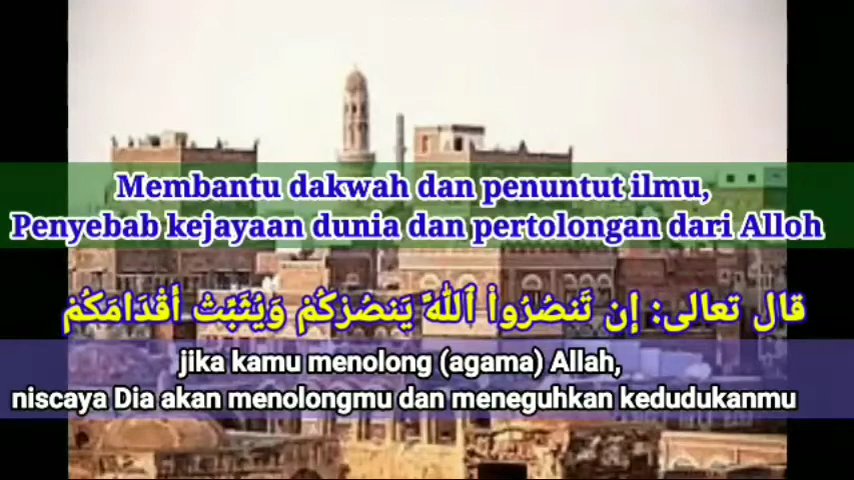 Membantu dakwah dan penuntut ilmu,
Penyebab kejayaan dunia dan pertolongan dari Alloh
قال تعالى: إن تَنصُرُوا۟ ٱللَّهَ يَنصُرْكُمْ وَيُثَبِّتْ أَقْدَامَكُمْ
jika kamu menolong (agama) Allah,
niscaya Dia akan menolongmu dan meneguhkan kedudukanmu